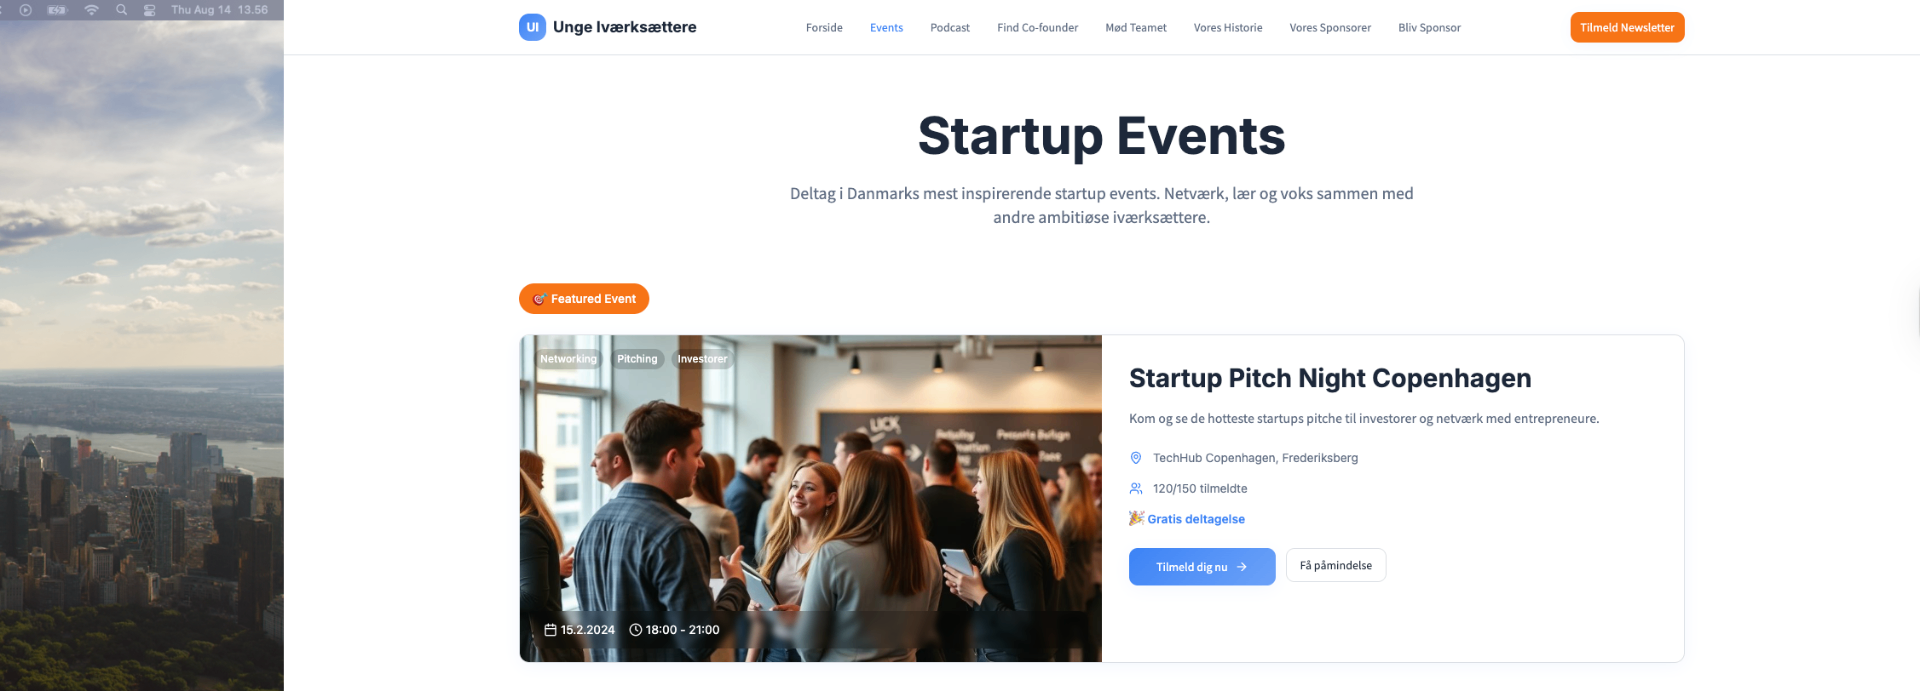 Thu Aug 14 13.56
UI Unge Iværksættere
Forside
Events
Podcast
Find Co-founder
Mød Teamet
Vores Historie
Vores Sponsorer
Bliv Sponsor
Tilmeld Newsletter
Startup Events
Deltag i Danmarks mest inspirerende startup events. Netværk, lær og voks sammen med
andre ambitiøse iværksættere.
🎯 Featured Event
Networking
Pitching
Investorer
LICK
15.2.2024
18:00 - 21:00
Startup Pitch Night Copenhagen
Kom og se de hotteste startups pitche til investorer og netværk med entrepreneure.
TechHub Copenhagen, Frederiksberg
120/150 tilmeldte
🎉 Gratis deltagelse
Tilmeld dig nu →
Få påmindelse